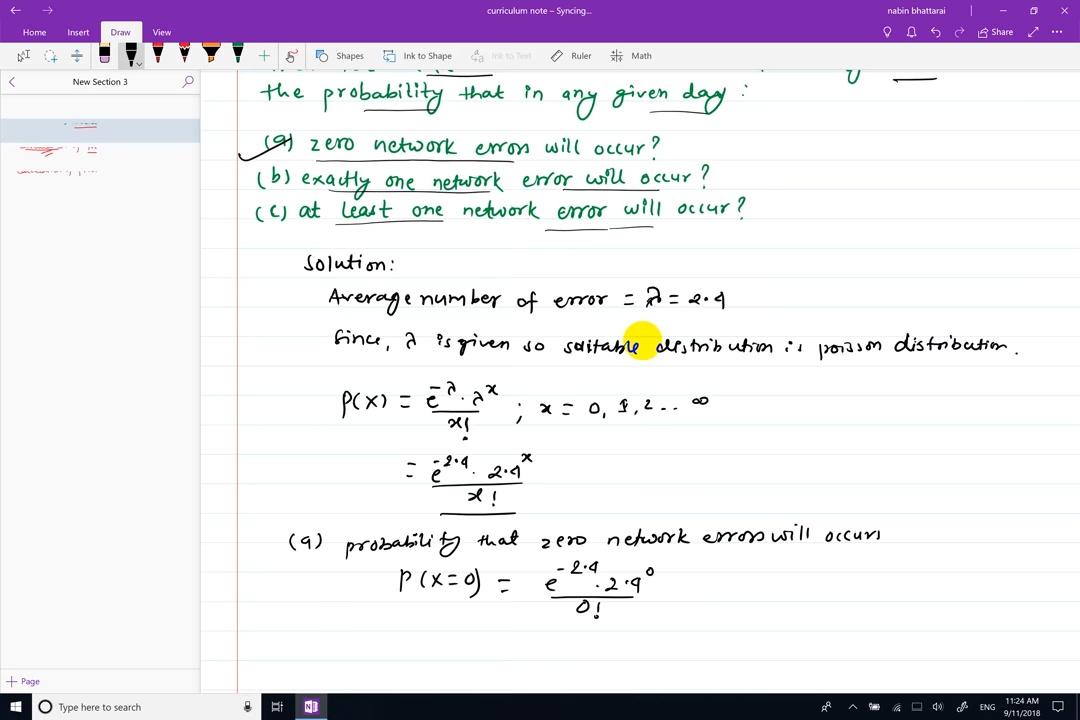 curriculum note - Syncing...
nabin bhattarai
Home Insert Draw View
Share
Shapes Ink to Shape Ink to Text Ruler Math
New Section 3
the probability that in any given day :
(a) zero network errors will occur?
(b) exactly one network error will occur?
(c) at least one network error will occur?
Solution:
Average number of error = λ = 2.4
Since, λ is given so suitable distribution is poisson distribution.
P(X) = e^-λ . λ^x / x! ; x = 0, 1, 2 ... ∞
= e^-2.4 . 2.4^x / x!
(a) probability that zero network errors will occurs
P(X=0) = e^-2.4 . 2.4^0 / 0!
+ Page
Type here to search
ENG
11:24 AM
9/11/2018